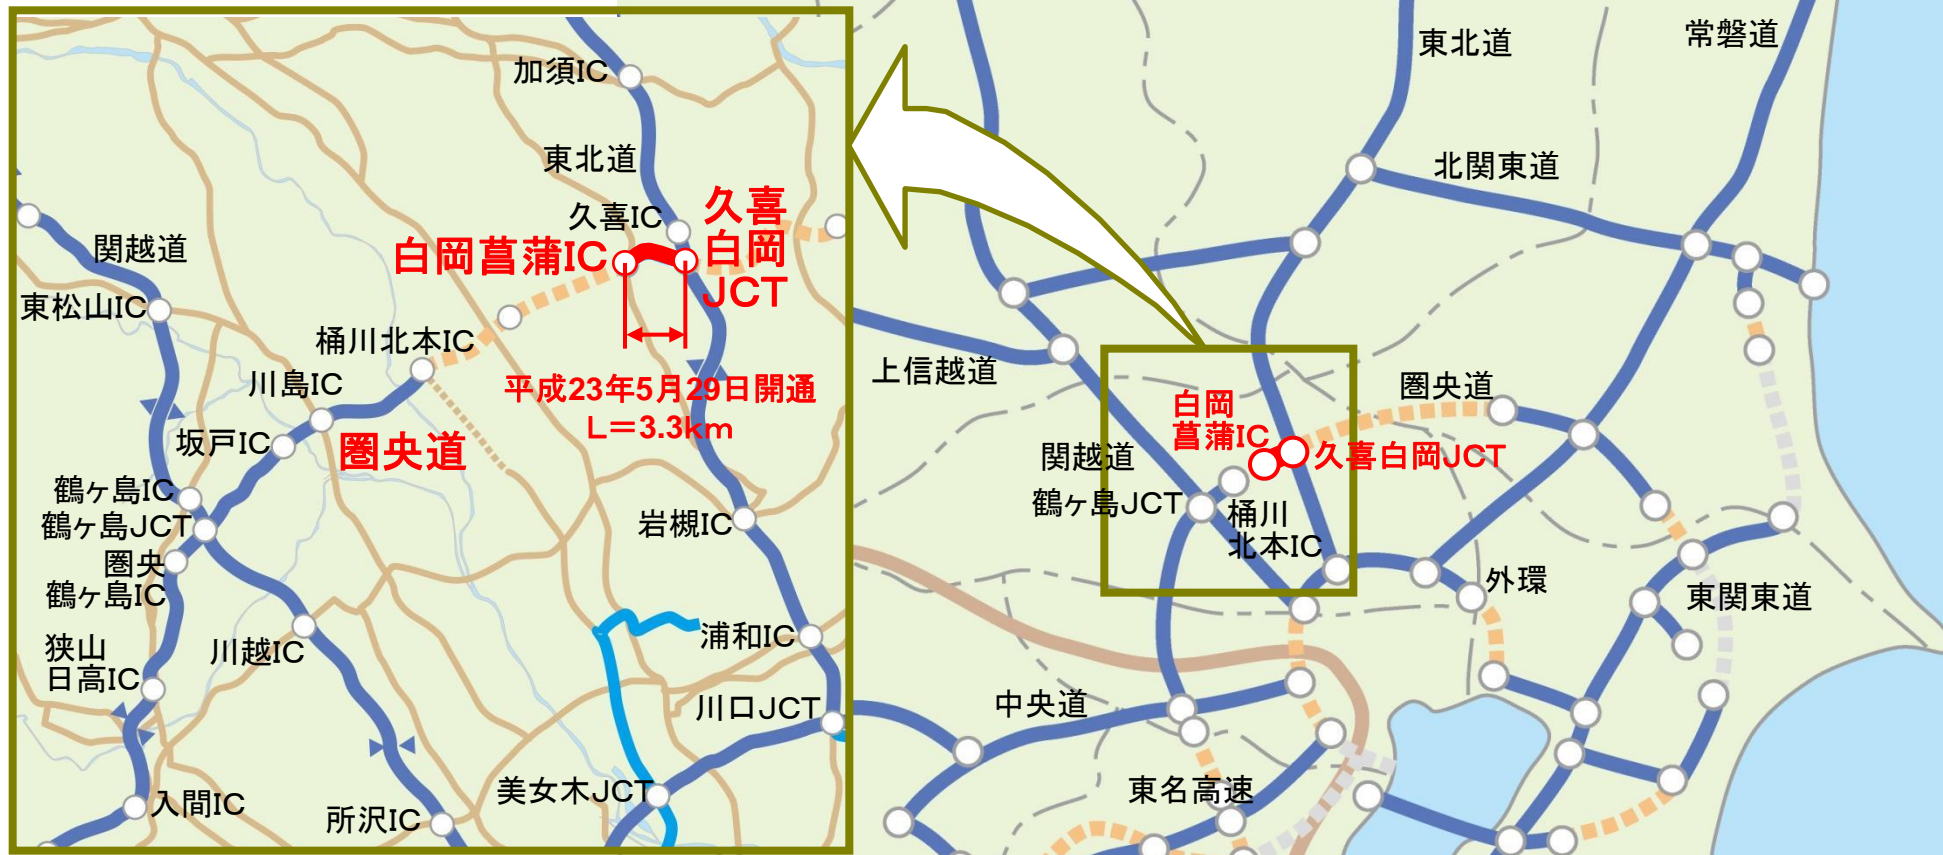 加須IC
東北道
久喜IC
久喜
白岡
JCT
白岡菖蒲IC
関越道
東松山IC
桶川北本IC
川島IC
平成23年5月29日開通
L=3.3km
坂戸IC
圏央道
鶴ヶ島IC
鶴ヶ島JCT
岩槻IC
圏央
鶴ヶ島IC
狭山
日高IC
川越IC
浦和IC
川口JCT
美女木JCT
入間IC
所沢IC
東北道
常磐道
北関東道
上信越道
圏央道
白岡
菖蒲IC
久喜白岡JCT
関越道
鶴ヶ島JCT
桶川
北本IC
外環
東関東道
中央道
東名高速